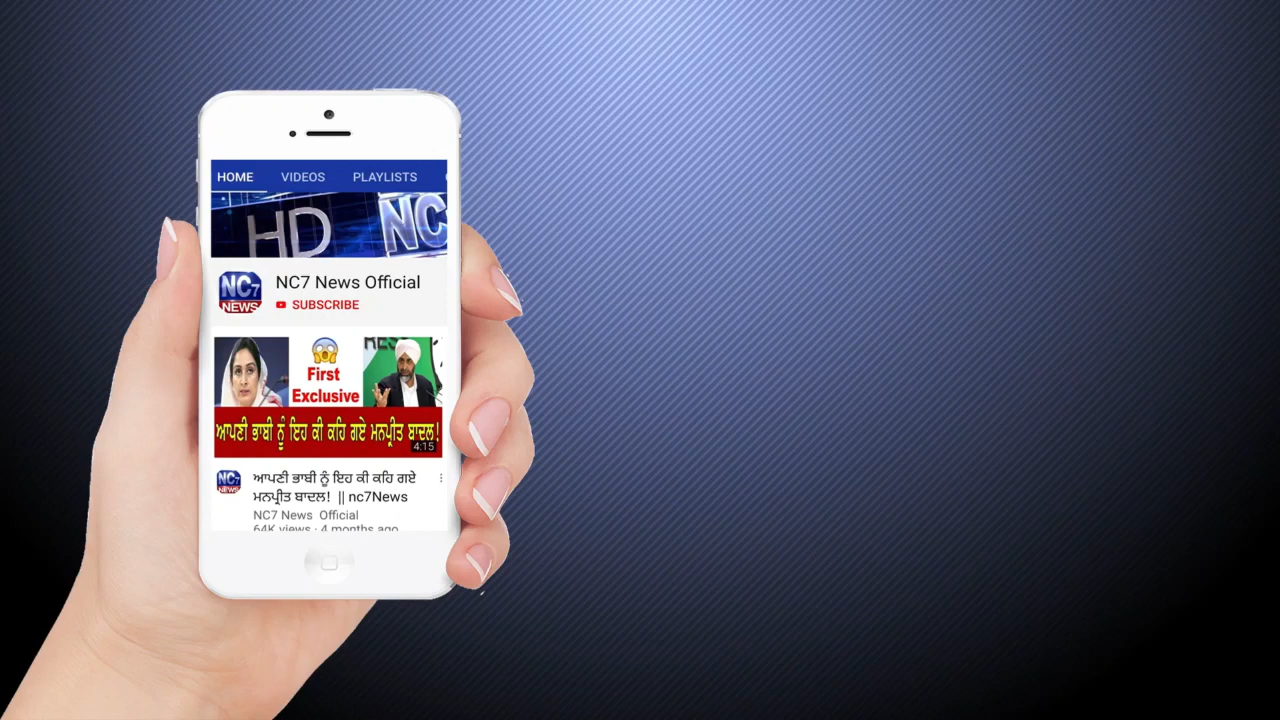 HOME VIDEOS PLAYLISTS
HD NC
NC7
NEWS
NC7 News Official
SUBSCRIBE
First
Exclusive
ਆਪਣੀ ਭਾਬੀ ਨੂੰ ਇਹ ਕੀ ਕਹਿ ਗਏ ਮਨਪ੍ਰੀਤ ਬਾਦਲ!
4:15
NC7
NEWS
ਆਪਣੀ ਭਾਬੀ ਨੂੰ ਇਹ ਕੀ ਕਹਿ ਗਏ
ਮਨਪ੍ਰੀਤ ਬਾਦਲ! || nc7News
NC7 News Official
64K views · 4 months ago